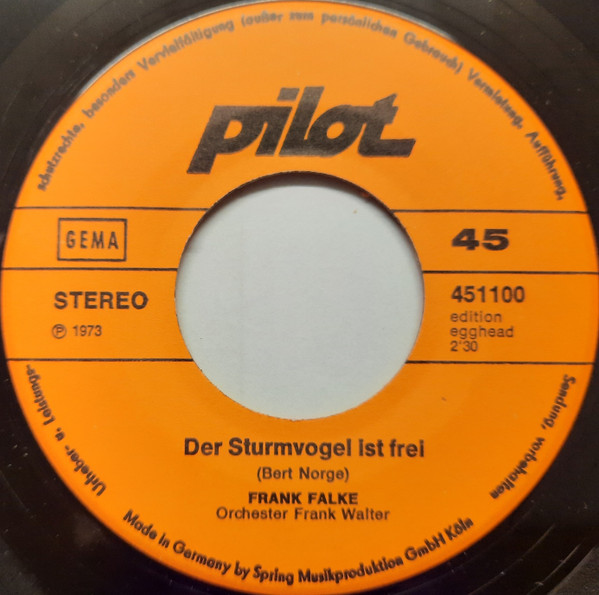 Urheber- u. Leistungs-
schutzrechte, besonders Vervielfältigung (außer zum persönlichen Gebrauch) Vermietung, Aufführung,
Sendung, vorbehalten
pilot
GEMA
45
STEREO
℗ 1973
451100
edition
egghead
2'30
Der Sturmvogel ist frei
(Bert Norge)
FRANK FALKE
Orchester Frank Walter
Made in Germany by Spring Musikproduktion GmbH Köln